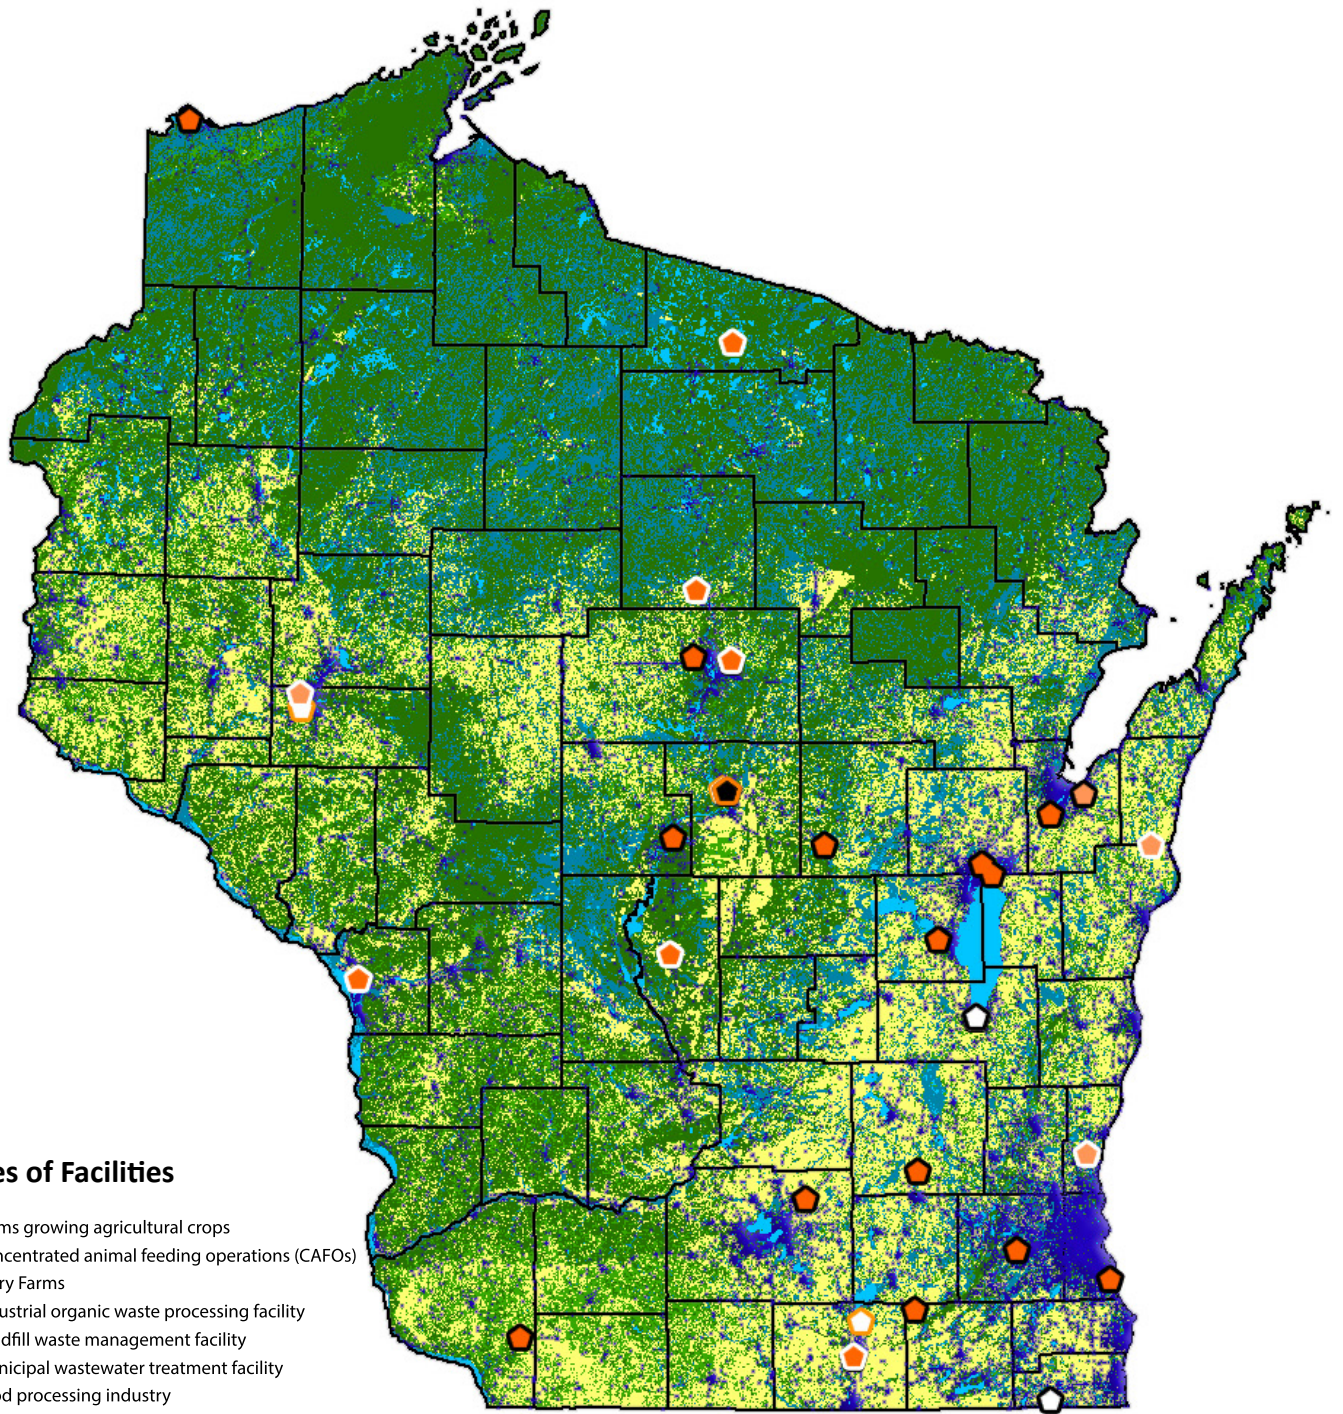 es of Facilities
ms growing agricultural crops
ncentrated animal feeding operations (CAFOs)
ry Farms
ustrial organic waste processing facility
dfill waste management facility
nicipal wastewater treatment facility
od processing industry